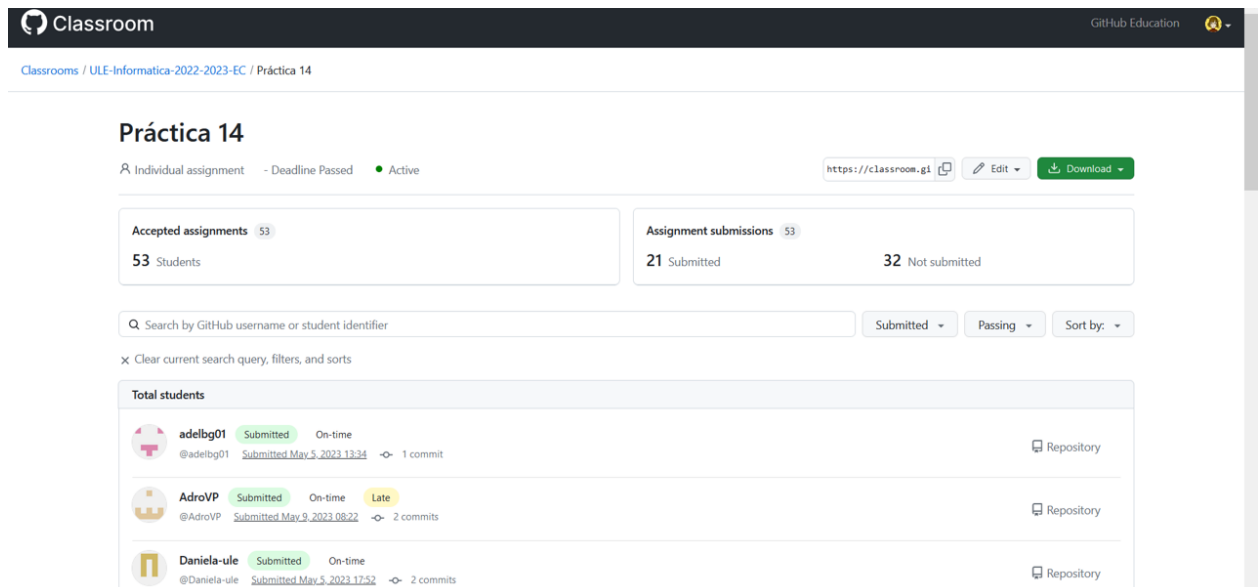 Classroom
GitHub Education
Classrooms / ULE-Informatica-2022-2023-EC / Práctica 14
Práctica 14
Individual assignment - Deadline Passed Active
https://classroom.gi Edit Download
Accepted assignments 53
53 Students
Assignment submissions 53
21 Submitted 32 Not submitted
Search by GitHub username or student identifier Submitted Passing Sort by:
Clear current search query, filters, and sorts
Total students
adelbg01 Submitted On-time
@adelbg01 Submitted May 5, 2023 13:34 1 commit
Repository
AdroVP Submitted On-time Late
@AdroVP Submitted May 9, 2023 08:22 2 commits
Repository
Daniela-ule Submitted On-time
@Daniela-ule Submitted May 5, 2023 17:52 2 commits
Repository